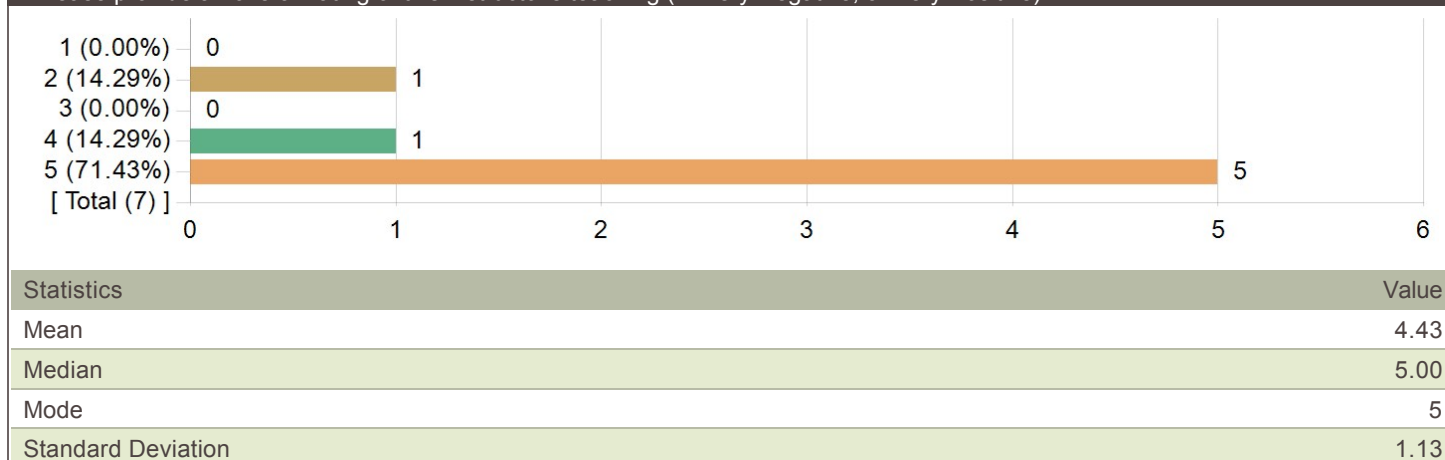 1 (0.00%) 0
2 (14.29%) 1
3 (0.00%) 0
4 (14.29%) 1
5 (71.43%) 5
[ Total (7) ]
0 1 2 3 4 5 6
Statistics Value
Mean 4.43
Median 5.00
Mode 5
Standard Deviation 1.13